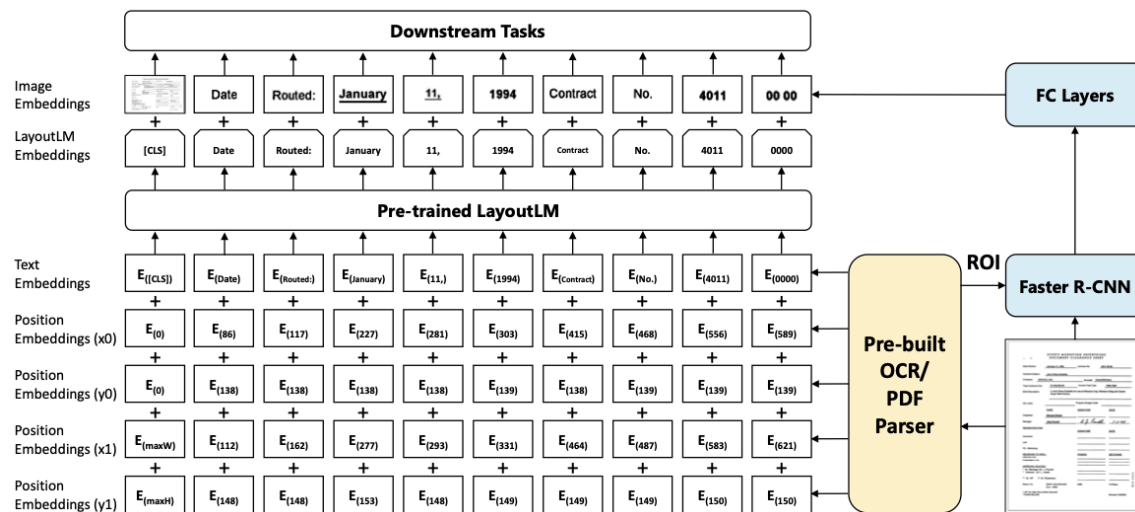 Downstream Tasks
Image Embeddings
Date Routed: January 11, 1994 Contract No. 4011 00 00
FC Layers
+ + + + + + + + + +
LayoutLM Embeddings
[CLS] Date Routed: January 11, 1994 Contract No. 4011 0000
Pre-trained LayoutLM
Text Embeddings
E([CLS]) E(Date) E(Routed:) E(January) E(11,) E(1994) E(Contract) E(No.) E(4011) E(0000)
ROI
Faster R-CNN
+ + + + + + + + + +
Position Embeddings (x0)
E(0) E(86) E(117) E(227) E(281) E(303) E(415) E(468) E(556) E(589)
+ + + + + + + + + +
Pre-built OCR/ PDF Parser
Position Embeddings (y0)
E(0) E(138) E(138) E(138) E(138) E(139) E(138) E(139) E(139) E(139)
+ + + + + + + + + +
Position Embeddings (x1)
E(maxW) E(112) E(162) E(277) E(293) E(331) E(464) E(487) E(583) E(621)
+ + + + + + + + + +
Position Embeddings (y1)
E(maxH) E(148) E(148) E(153) E(148) E(149) E(149) E(149) E(150) E(150)